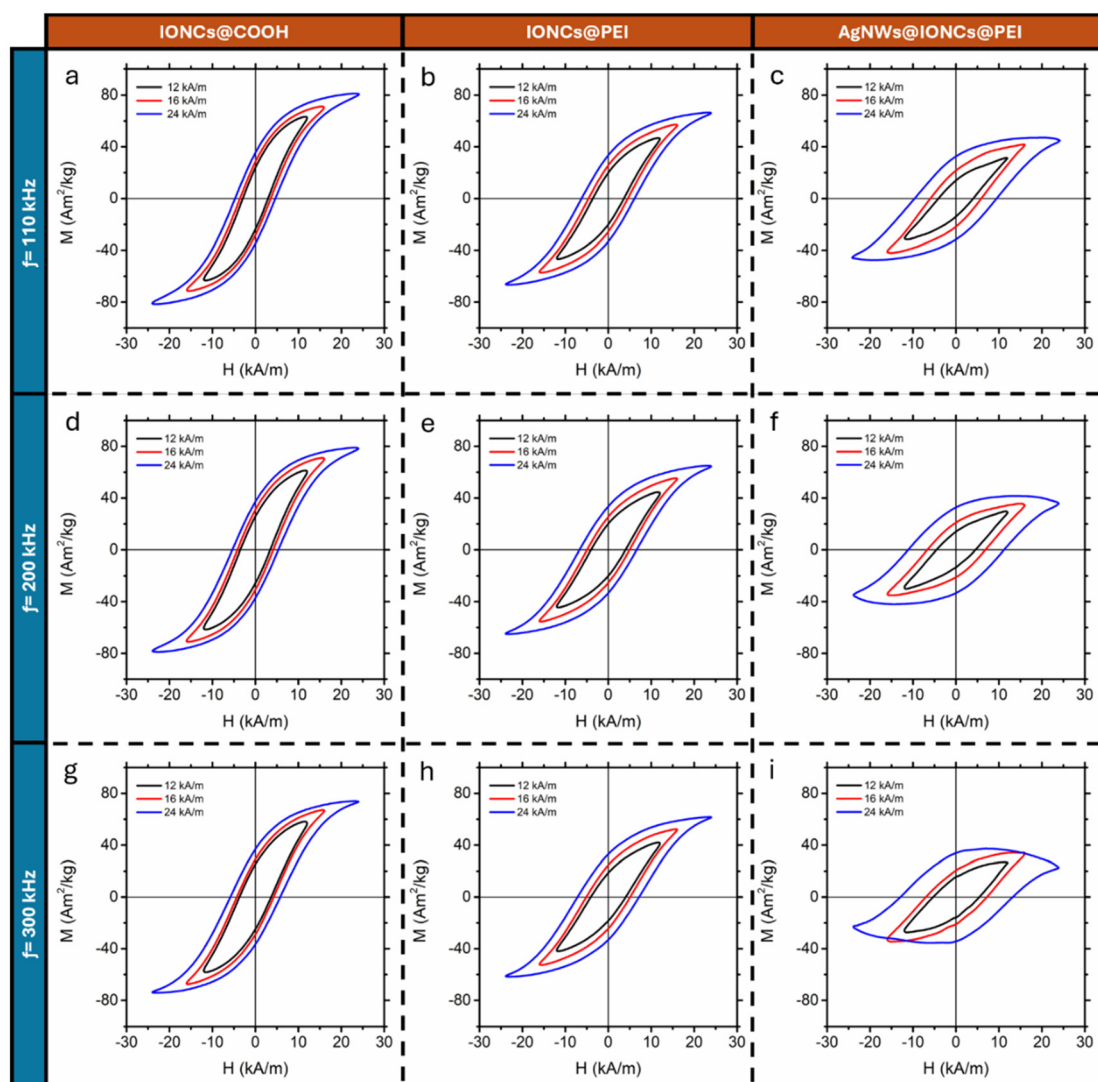 IONCs@COOH
IONCs@PEI
AgNWs@IONCs@PEI
ƒ= 110 kHz
a
12 kA/m
16 kA/m
24 kA/m
80
40
0
-40
-80
M (Am²/kg)
-30 -20 -10 0 10 20 30
H (kA/m)
b
12 kA/m
16 kA/m
24 kA/m
80
40
0
-40
-80
M (Am²/kg)
-30 -20 -10 0 10 20 30
H (kA/m)
c
12 kA/m
16 kA/m
24 kA/m
80
40
0
-40
-80
M (Am²/kg)
-30 -20 -10 0 10 20 30
H (kA/m)
ƒ= 200 kHz
d
12 kA/m
16 kA/m
24 kA/m
80
40
0
-40
-80
M (Am²/kg)
-30 -20 -10 0 10 20 30
H (kA/m)
e
12 kA/m
16 kA/m
24 kA/m
80
40
0
-40
-80
M (Am²/kg)
-30 -20 -10 0 10 20 30
H (kA/m)
f
12 kA/m
16 kA/m
24 kA/m
80
40
0
-40
-80
M (Am²/kg)
-30 -20 -10 0 10 20 30
H (kA/m)
ƒ= 300 kHz
g
12 kA/m
16 kA/m
24 kA/m
80
40
0
-40
-80
M (Am²/kg)
-30 -20 -10 0 10 20 30
H (kA/m)
h
12 kA/m
16 kA/m
24 kA/m
80
40
0
-40
-80
M (Am²/kg)
-30 -20 -10 0 10 20 30
H (kA/m)
i
12 kA/m
16 kA/m
24 kA/m
80
40
0
-40
-80
M (Am²/kg)
-30 -20 -10 0 10 20 30
H (kA/m)